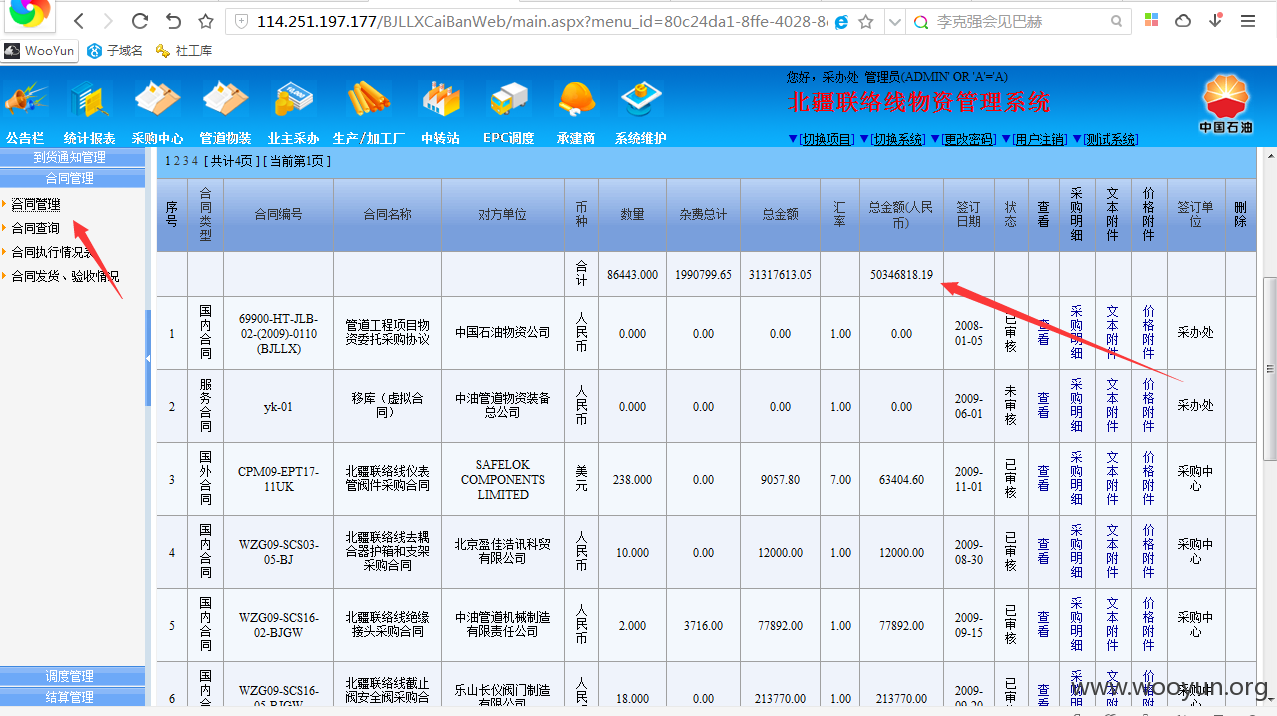 114.251.197.177/BJLLXCaiBanWeb/main.aspx?menu_id=80c24da1-8ffe-4028-8
李克强会见巴赫
WooYun 子域名 社工库
您好，采办处 管理员(ADMIN' OR 'A'='A)
北疆联络线物资管理系统
中国石油
公告栏 统计报表 采购中心 管道物装 业主采办 生产/加工厂 中转站 EPC调度 承建商 系统维护
▼[切换项目] ▼[切换系统] ▼[更改密码] ▼[用户注销] ▼[测试系统]
到货通知管理
合同管理
合同管理
合同查询
合同执行情况表
合同发货、验收情况
调度管理
结算管理
1 2 3 4 [ 共计4页 ] [ 当前第1页 ]
序号 合同类型 合同编号 合同名称 对方单位 币种 数量 杂费总计 总金额 汇率 总金额(人民币) 签订日期 状态 查看 采购明细 文本附件 价格附件 签订单位 删除
合计 86443.000 1990799.65 31317613.05 50346818.19
1 国内合同 69900-HT-JLB-02-(2009)-0110(BJLLX) 管道工程项目物资委托采购协议 中国石油物资公司 人民币 0.000 0.00 0.00 1.00 0.00 2008-01-05 已审核 查看 采购明细 文本附件 价格附件 采办处
2 服务合同 yk-01 移库（虚拟合同） 中油管道物资装备总公司 人民币 0.000 0.00 0.00 1.00 0.00 2009-06-01 未审核 查看 采购明细 文本附件 价格附件 采办处
3 国外合同 CPM09-EPT17-11UK 北疆联络线仪表管阀件采购合同 SAFELOK COMPONENTS LIMITED 美元 238.000 0.00 9057.80 7.00 63404.60 2009-11-01 已审核 查看 采购明细 文本附件 价格附件 采购中心
4 国内合同 WZG09-SCS03-05-BJ 北疆联络线支耦合器护箱和支架采购合同 北京盈佳浩讯科贸有限公司 人民币 10.000 0.00 12000.00 1.00 12000.00 2009-08-30 已审核 查看 采购明细 文本附件 价格附件 采购中心
5 国内合同 WZG09-SCS16-02-BJGW 北疆联络线绝缘接头采购合同 中油管道机械制造有限责任公司 人民币 2.000 3716.00 77892.00 1.00 77892.00 2009-09-15 已审核 查看 采购明细 文本附件 价格附件 采购中心
6 国内合 WZG09-SCS16-05-BJGW 北疆联络线截止阀安全阀采购合 乐山长仪阀门制造有限公司 人民 18.000 0.00 213770.00 1.00 213770.00 2009-09-20 已审 查看 采购明 文本附 价格附
www.wooyun.org